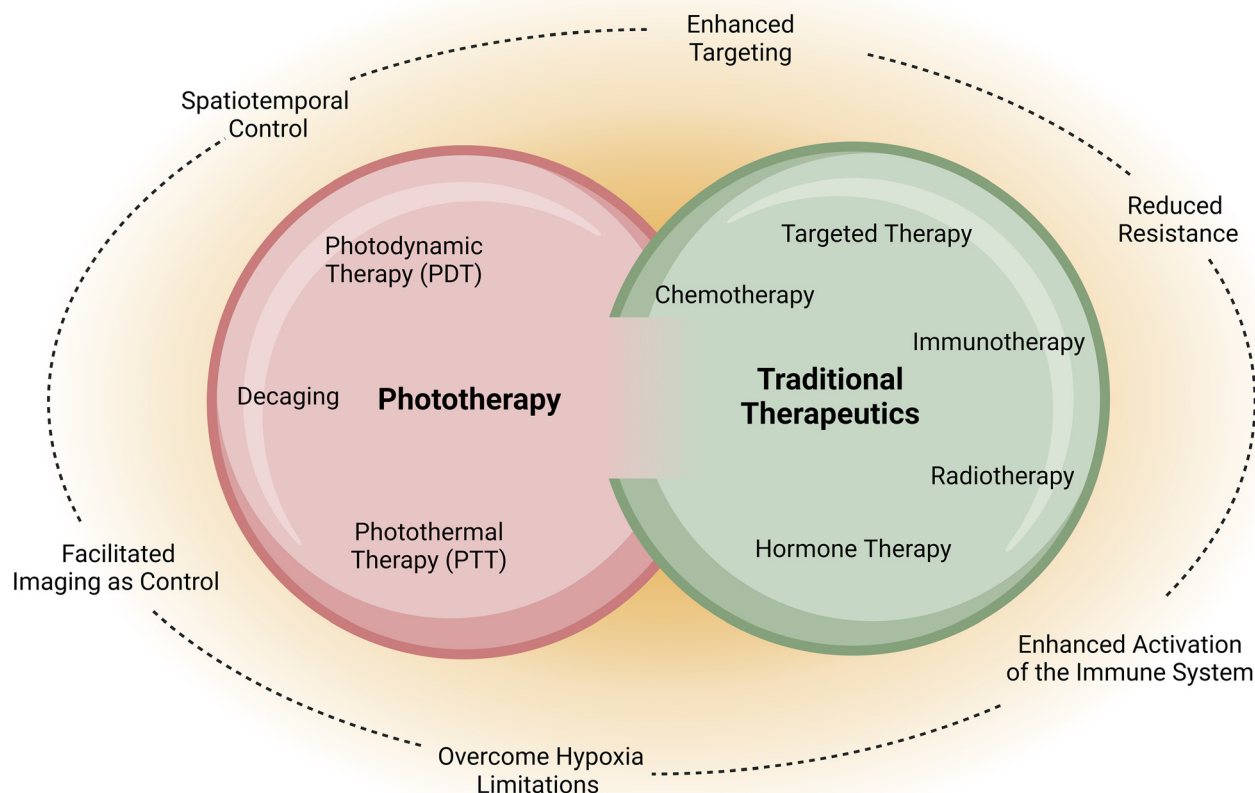 Enhanced
Targeting
Spatiotemporal
Control
Reduced
Resistance
Photodynamic
Therapy (PDT)
Decaging
Phototherapy
Photothermal
Therapy (PTT)
Targeted Therapy
Chemotherapy
Immunotherapy
Traditional
Therapeutics
Radiotherapy
Hormone Therapy
Facilitated
Imaging as Control
Enhanced Activation
of the Immune System
Overcome Hypoxia
Limitations